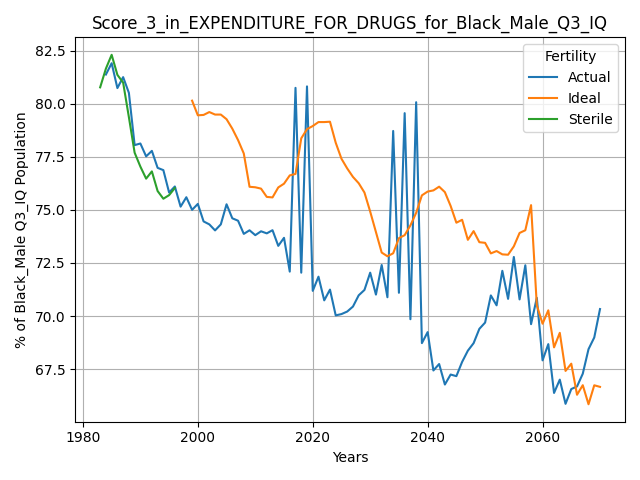 Score_3_in_EXPENDITURE_FOR_DRUGS_for_Black_Male_Q3_IQ
Fertility
Actual
Ideal
Sterile
% of Black_Male Q3_IQ Population
82.5
80.0
77.5
75.0
72.5
70.0
67.5
1980
2000
2020
2040
2060
Years